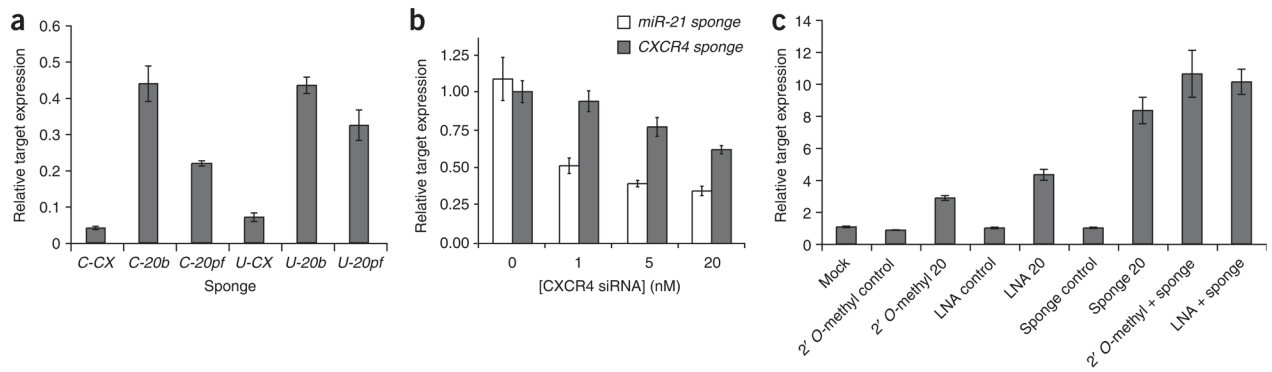 a
Relative target expression
0.6
0.5
0.4
0.3
0.2
0.1
0
C-CX
C-20b
C-20pf
U-CX
U-20b
U-20pf
Sponge
b
miR-21 sponge
CXCR4 sponge
Relative target expression
1.25
1.00
0.75
0.50
0.25
0.00
0
1
5
20
[CXCR4 siRNA] (nM)
c
Relative target expression
14
12
10
8
6
4
2
0
Mock
2′ O-methyl control
2′ O-methyl 20
LNA control
LNA 20
Sponge control
Sponge 20
2′ O-methyl + sponge
LNA + sponge